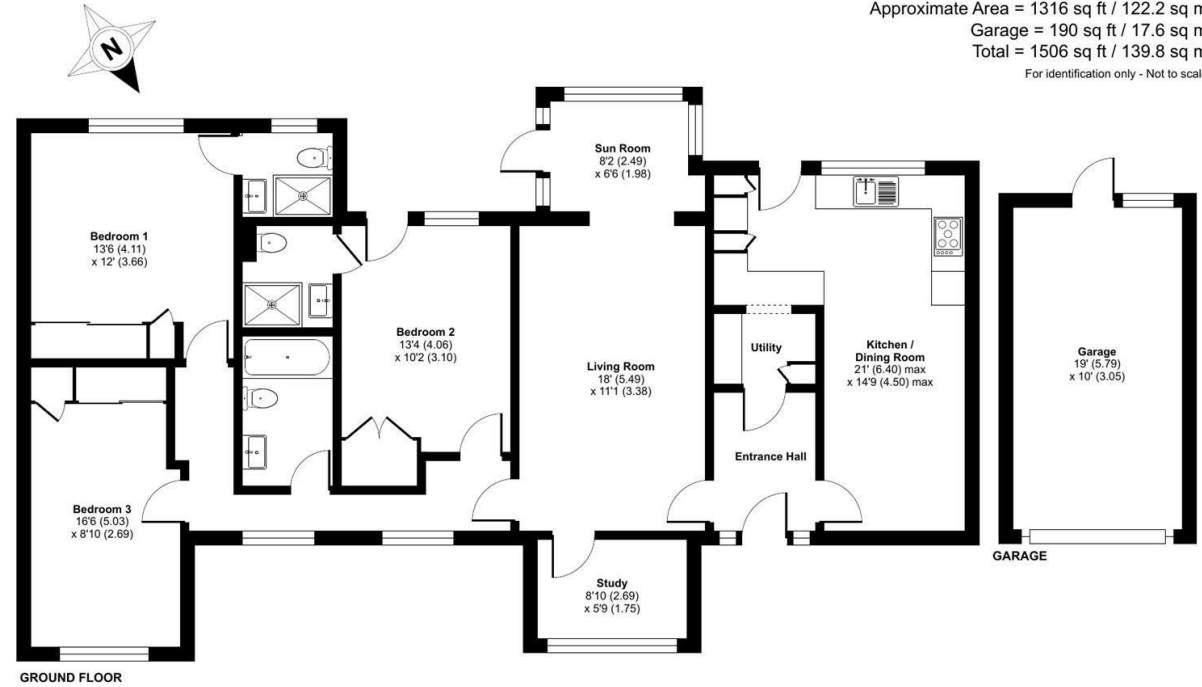 Approximate Area = 1316 sq ft / 122.2 sq m
Garage = 190 sq ft / 17.6 sq m
Total = 1506 sq ft / 139.8 sq m
For identification only - Not to scale
N
Sun Room
8'2 (2.49)
x 6'6 (1.98)
Bedroom 1
13'6 (4.11)
x 12' (3.66)
Bedroom 2
13'4 (4.06)
x 10'2 (3.10)
Living Room
18' (5.49)
x 11'1 (3.38)
Utility
Kitchen /
Dining Room
21' (6.40) max
x 14'9 (4.50) max
Garage
19' (5.79)
x 10' (3.05)
Entrance Hall
Bedroom 3
16'6 (5.03)
x 8'10 (2.69)
Study
8'10 (2.69)
x 5'9 (1.75)
GARAGE
GROUND FLOOR